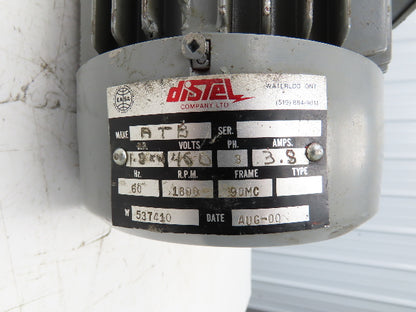 EASA
DISTEL
COMPANY LTD.
WATERLOO ONT.
MAKE ATB SER.
H.P. VOLTS PH. AMPS.
460 3 3.9
Hz. R.P.M. FRAME TYPE
60 1800 90MC
W 537410 DATE AUG-00